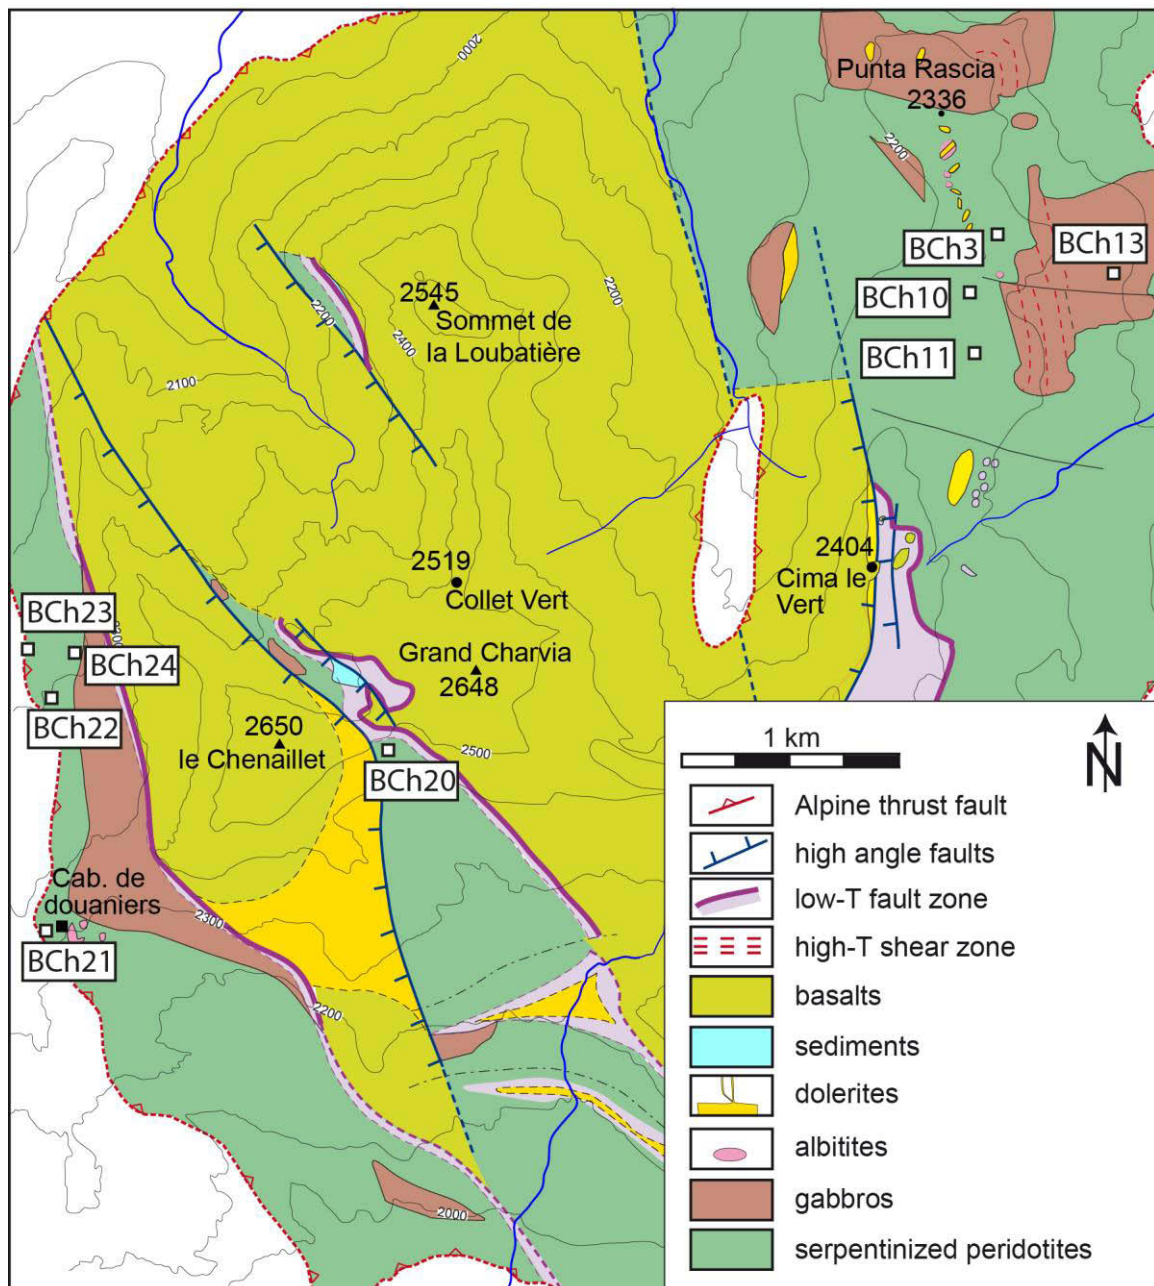 2000
Punta Rascia
2336
2200
BCh3
BCh13
BCh10
BCh11
2545
Sommet de
la Loubatière
2200
2400
2200
2100
2519
Collet Vert
2404
Cima le
Vert
BCh23
BCh24
BCh22
Grand Charvia
2648
2650
le Chenaillet
2500
BCh20
Cab. de
douaniers
2300
BCh21
2200
2000
1 km
N
Alpine thrust fault
high angle faults
low-T fault zone
high-T shear zone
basalts
sediments
dolerites
albitites
gabbros
serpentinized peridotites